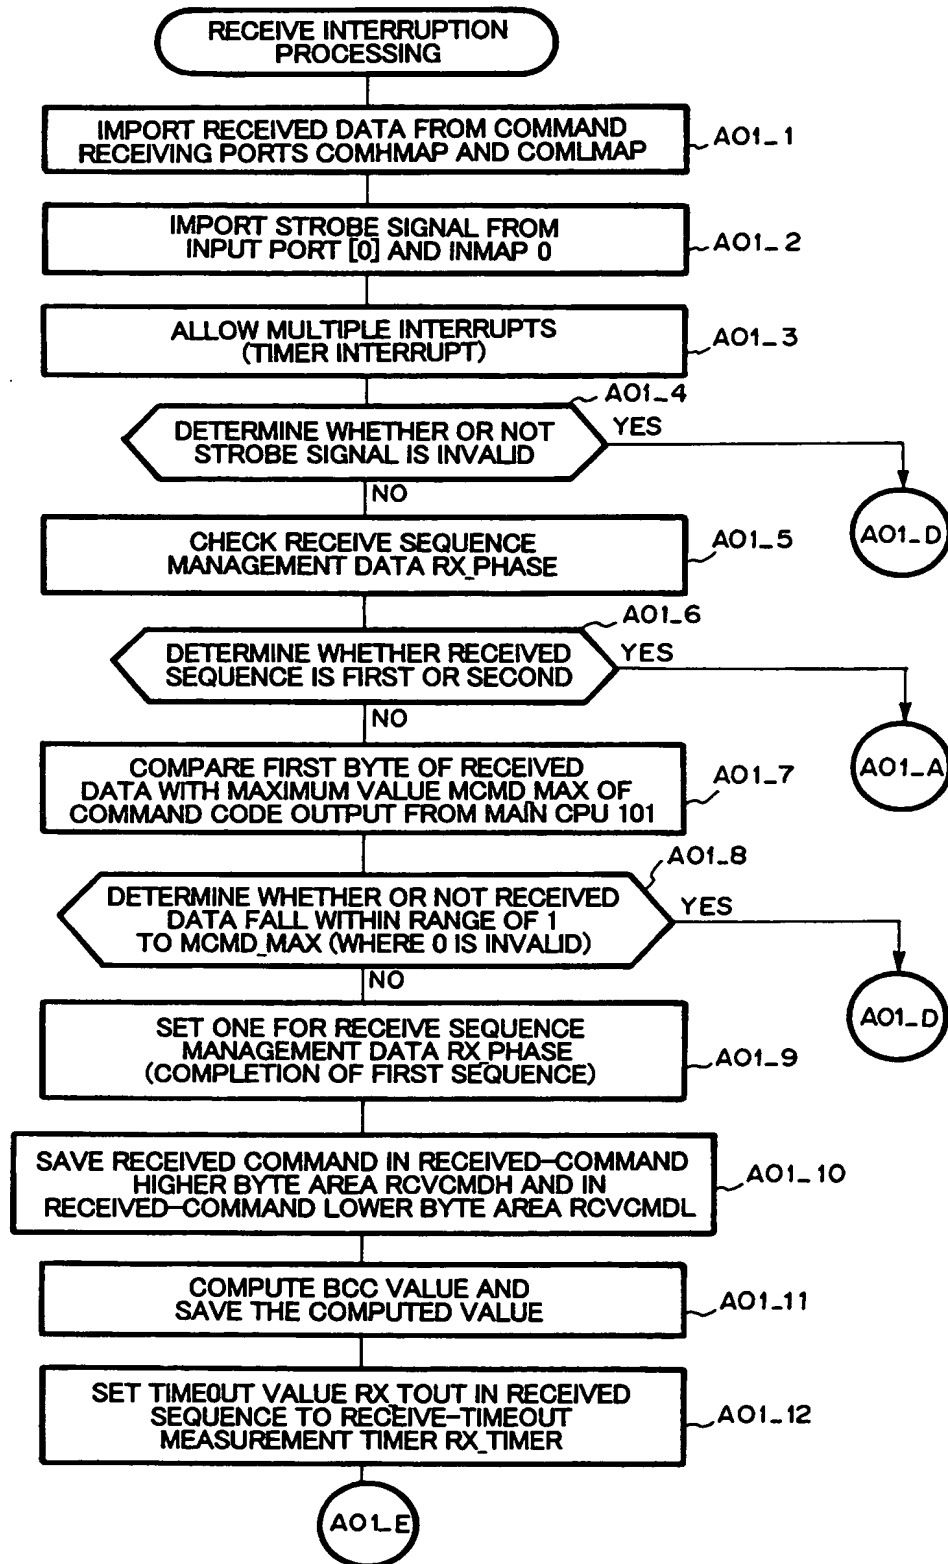 RECEIVE INTERRUPTION
PROCESSING
IMPORT RECEIVED DATA FROM COMMAND
RECEIVING PORTS COMHMAP AND COMLMAP
A01_1
IMPORT STROBE SIGNAL FROM
INPUT PORT [0] AND INMAP 0
A01_2
ALLOW MULTIPLE INTERRUPTS
(TIMER INTERRUPT)
A01_3
A01_4
DETERMINE WHETHER OR NOT
STROBE SIGNAL IS INVALID
YES
NO
A01_D
CHECK RECEIVE SEQUENCE
MANAGEMENT DATA RX_PHASE
A01_5
A01_6
DETERMINE WHETHER RECEIVED
SEQUENCE IS FIRST OR SECOND
YES
NO
A01_A
COMPARE FIRST BYTE OF RECEIVED
DATA WITH MAXIMUM VALUE MCMD_MAX OF
COMMAND CODE OUTPUT FROM MAIN CPU 101
A01_7
A01_8
DETERMINE WHETHER OR NOT RECEIVED
DATA FALL WITHIN RANGE OF 1
TO MCMD_MAX (WHERE 0 IS INVALID)
YES
NO
A01_D
SET ONE FOR RECEIVE SEQUENCE
MANAGEMENT DATA RX_PHASE
(COMPLETION OF FIRST SEQUENCE)
A01_9
SAVE RECEIVED COMMAND IN RECEIVED-COMMAND
HIGHER BYTE AREA RCVCMDH AND IN
RECEIVED-COMMAND LOWER BYTE AREA RCVCMDL
A01_10
COMPUTE BCC VALUE AND
SAVE THE COMPUTED VALUE
A01_11
SET TIMEOUT VALUE RX_TOUT IN RECEIVED
SEQUENCE TO RECEIVE-TIMEOUT
MEASUREMENT TIMER RX_TIMER
A01_12
A01_E